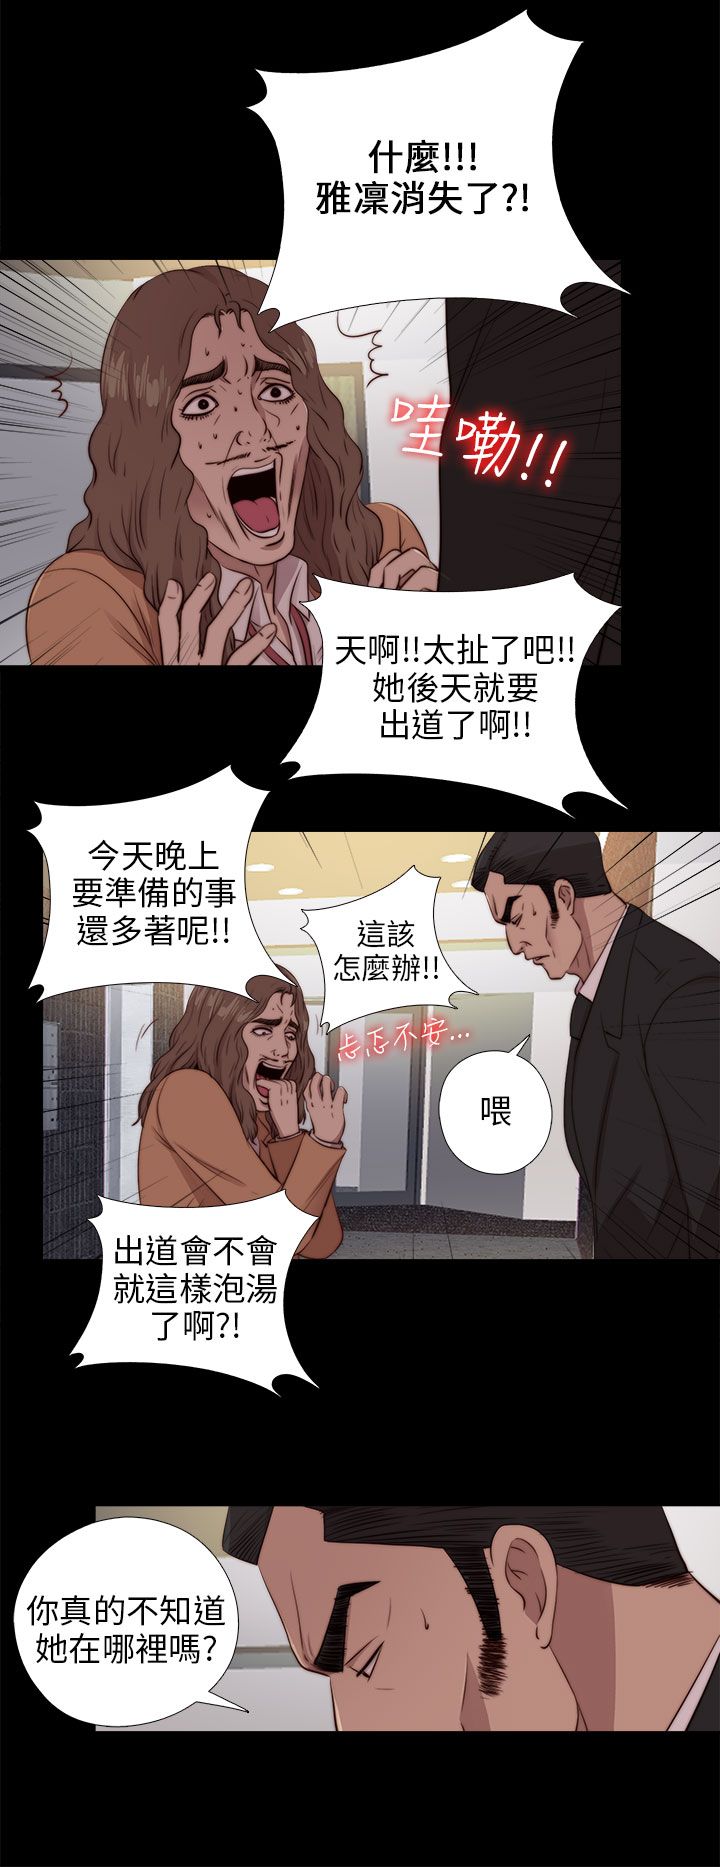 什麼!!!
雅凜消失了?!
哇嘞!!
天啊!!太扯了吧!!
她後天就要
出道了啊!!
今天晚上
要準備的事
還多著呢!!
這該
怎麼辦!!
忐忑不安...
喂
出道會不會
就這樣泡湯
了啊?!
你真的不知道
她在哪裡嗎?